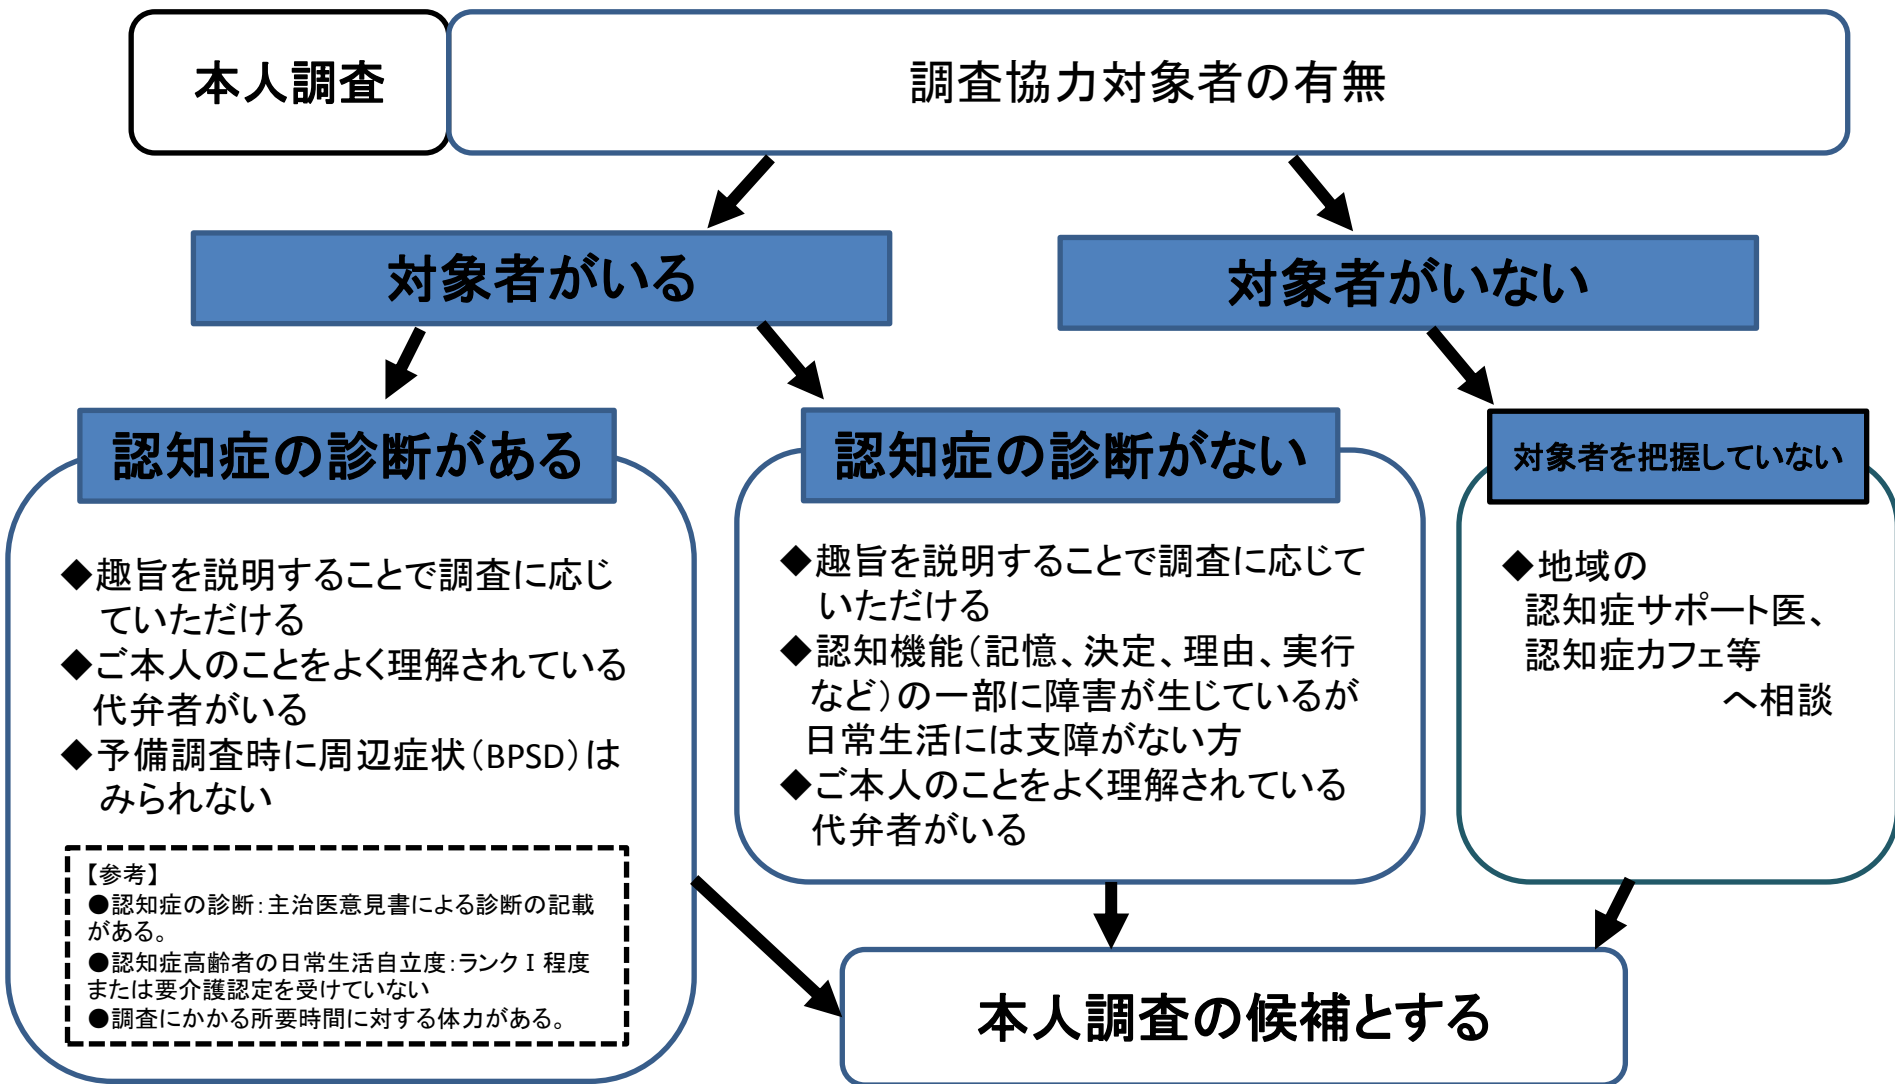 本人調査
調査協力対象者の有無
対象者がいる
対象者がいない
認知症の診断がある
◆趣旨を説明することで調査に応じ
ていただける
◆ご本人のことをよく理解されている
代弁者がいる
◆予備調査時に周辺症状（BPSD）は
みられない
【参考】
●認知症の診断：主治医意見書による診断の記載
がある。
●認知症高齢者の日常生活自立度：ランクⅠ程度
または要介護認定を受けていない
●調査にかかる所要時間に対する体力がある。
認知症の診断がない
◆趣旨を説明することで調査に応じて
いただける
◆認知機能（記憶、決定、理由、実行
など）の一部に障害が生じているが
日常生活には支障がない方
◆ご本人のことをよく理解されている
代弁者がいる
対象者を把握していない
◆地域の
認知症サポート医、
認知症カフェ等
へ相談
本人調査の候補とする